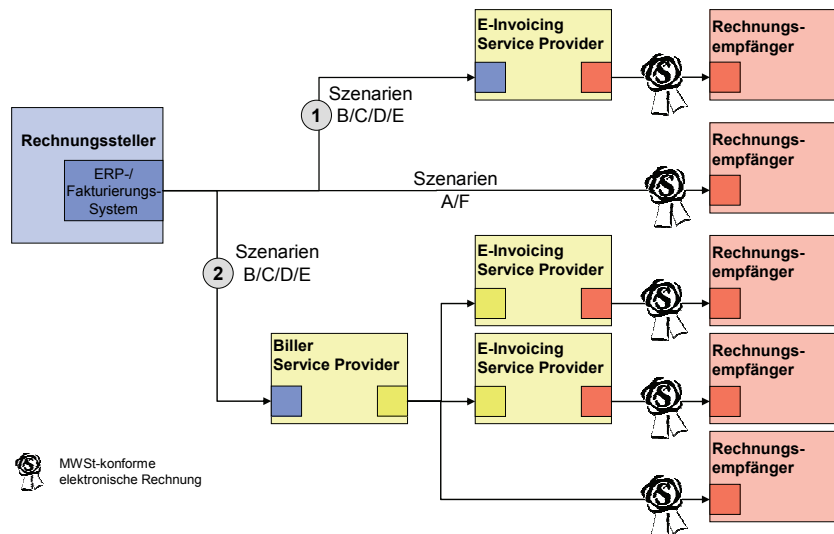 E-Invoicing
Service Provider
Rechnungs-
empfänger
S
Szenarien
B/C/D/E
1
Rechnungssteller
ERP-/
Fakturierungs-
System
Szenarien
A/F
S
Rechnungs-
empfänger
Szenarien
B/C/D/E
2
E-Invoicing
Service Provider
S
Rechnungs-
empfänger
Biller
Service Provider
E-Invoicing
Service Provider
S
Rechnungs-
empfänger
S
Rechnungs-
empfänger
S
MWSt-konforme
elektronische Rechnung